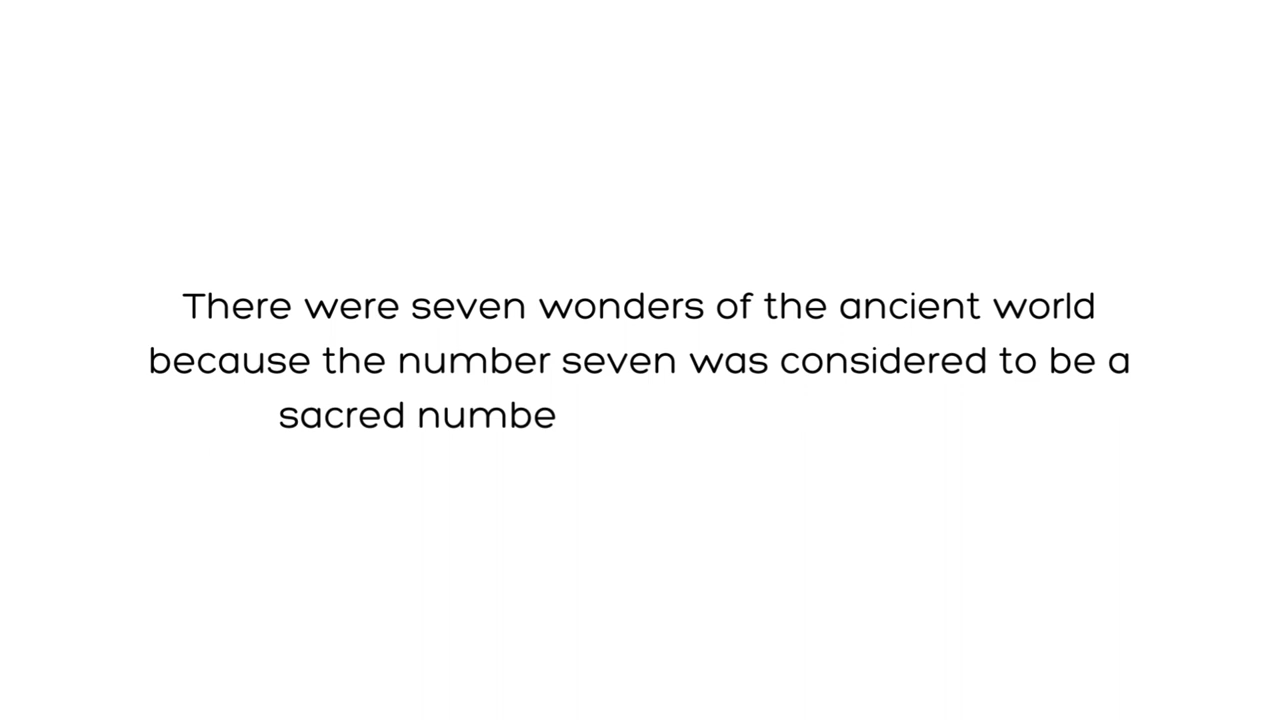 There were seven wonders of the ancient world
because the number seven was considered to be a
sacred numbe